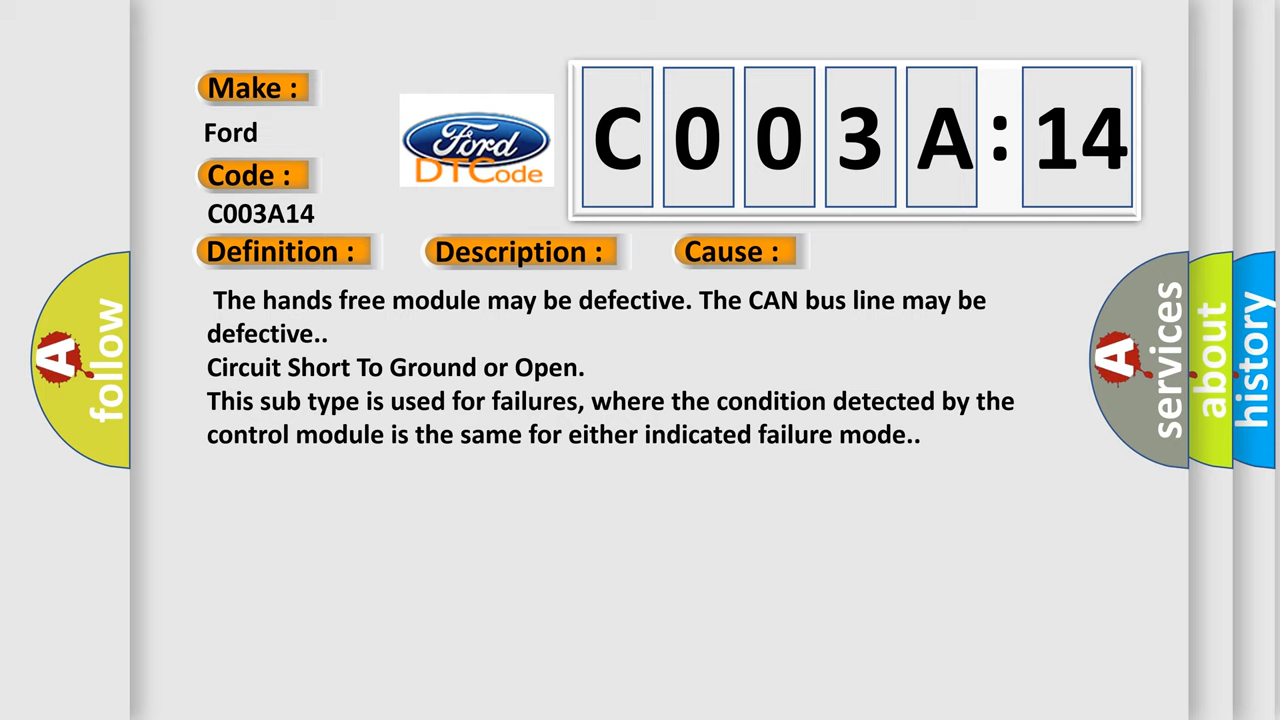 Make :
Ford
Code :
C003A14
Ford
DTCode
C003A:14
Definition :
Description :
Cause :
The hands free module may be defective. The CAN bus line may be
defective..
Circuit Short To Ground or Open.
This sub type is used for failures, where the condition detected by the
control module is the same for either indicated failure mode..
A
follow
A
services
about
history